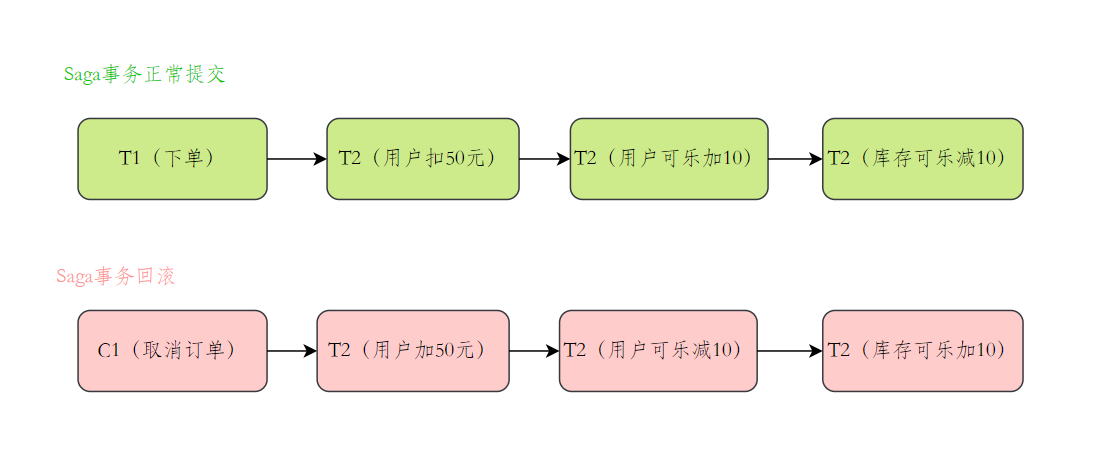 Saga事务正常提交
T1（下单）
T2（用户扣50元）
T2（用户可乐加10）
T2（库存可乐减10）
Saga事务回滚
C1（取消订单）
T2（用户加50元）
T2（用户可乐减10）
T2（库存可乐加10）